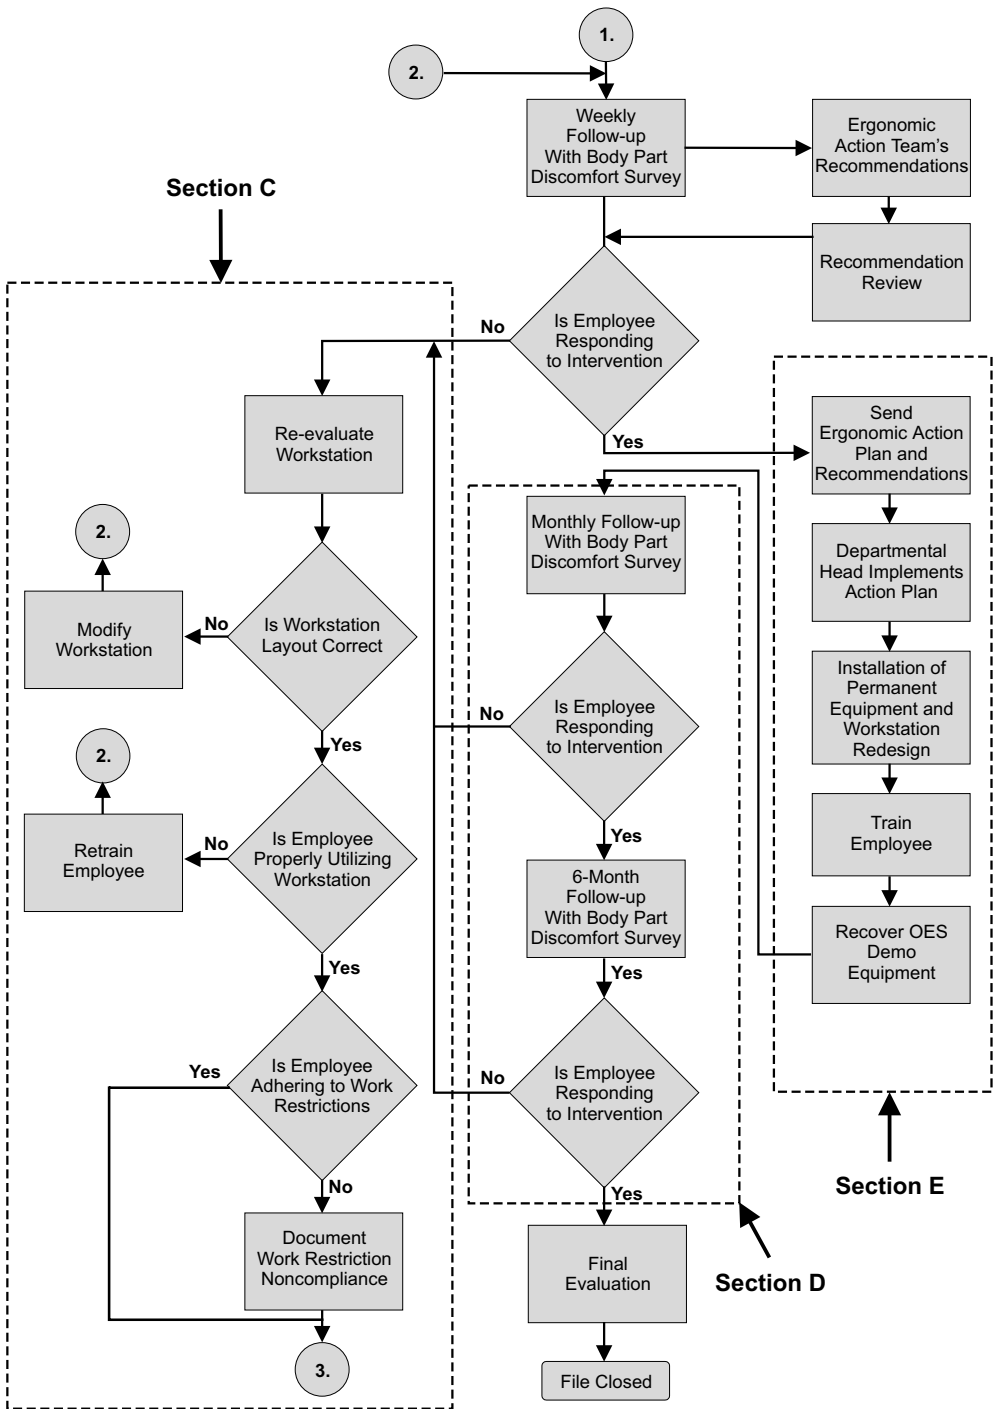 1.
2.
Weekly
Follow-up
With Body Part
Discomfort Survey
Ergonomic
Action Team's
Recommendations
Recommendation
Review
Section C
Is Employee
Responding
to Intervention
No
Yes
Re-evaluate
Workstation
Send
Ergonomic Action
Plan and
Recommendations
Monthly Follow-up
With Body Part
Discomfort Survey
Departmental
Head Implements
Action Plan
2.
Modify
Workstation
No
Is Workstation
Layout Correct
Yes
Is Employee
Responding
to Intervention
No
Yes
Installation of
Permanent
Equipment and
Workstation
Redesign
2.
Retrain
Employee
No
Is Employee
Properly Utilizing
Workstation
Yes
6-Month
Follow-up
With Body Part
Discomfort Survey
Yes
Train
Employee
Recover OES
Demo
Equipment
Yes
Is Employee
Adhering to Work
Restrictions
No
No
Is Employee
Responding
to Intervention
Yes
Section E
Document
Work Restriction
Noncompliance
Final
Evaluation
Section D
3.
File Closed